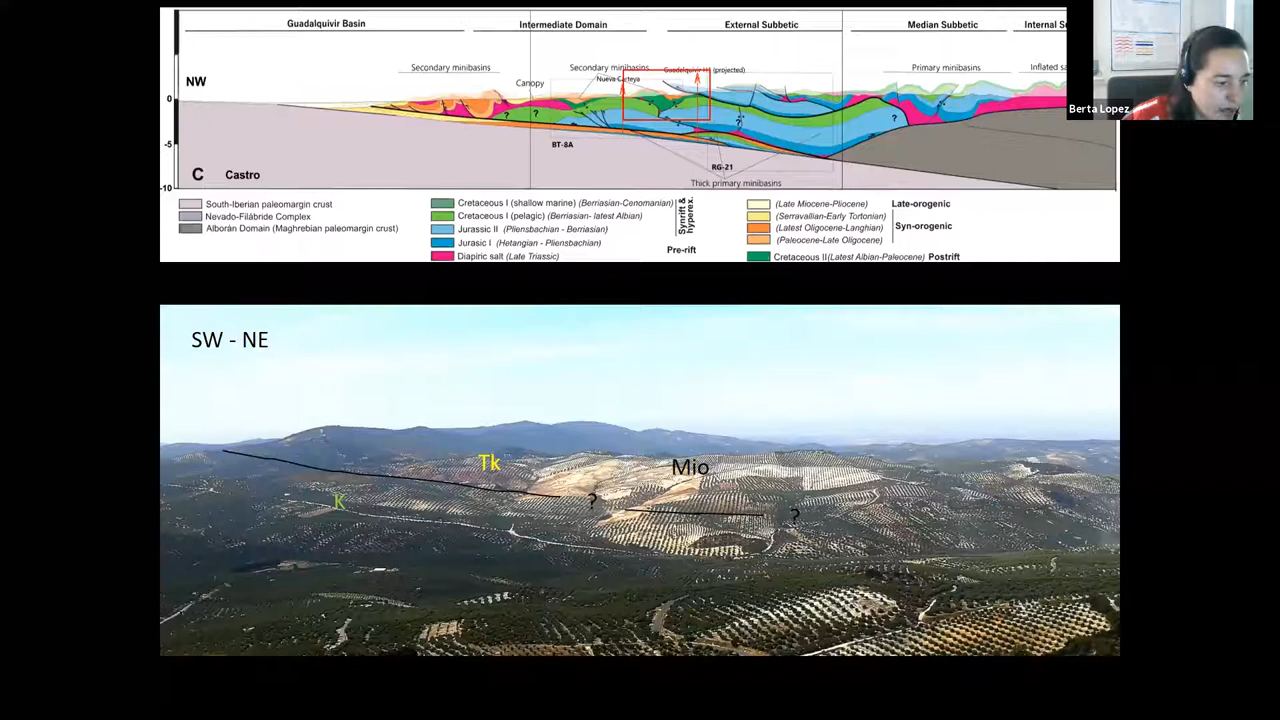 Guadalquivir Basin
Intermediate Domain
External Subbetic
Median Subbetic
Internal
NW
Secondary minibasins
Canopy
Secondary minibasins
Nueva Carteya
(projected)
Primary minibasins
Inflated
Berta Lopez
0
-5
-10
? ? ? ?
BT-8A
RG-21
Thick primary minibasins
C Castro
South-Iberian paleomargin crust
Nevado-Filábride Complex
Alborán Domain (Maghrebian paleomargin crust)
Cretaceous I (shallow marine) (Berriasian-Cenomanian)
Cretaceous I (pelagic) (Berriasian- latest Albian)
Jurassic II (Pliensbachian - Berriasian)
Jurasic I (Hetangian - Pliensbachian)
Diapiric salt (Late Triassic)
Synrift &
hyperex.
Pre-rift
(Late Miocene-Pliocene) Late-orogenic
(Serravallian-Early Tortonian)
(Latest Oligocene-Langhian) Syn-orogenic
(Paleocene-Late Oligocene)
Cretaceous II (Latest Albian-Paleocene) Postrift
SW - NE
Tk
Mio
K
?
?